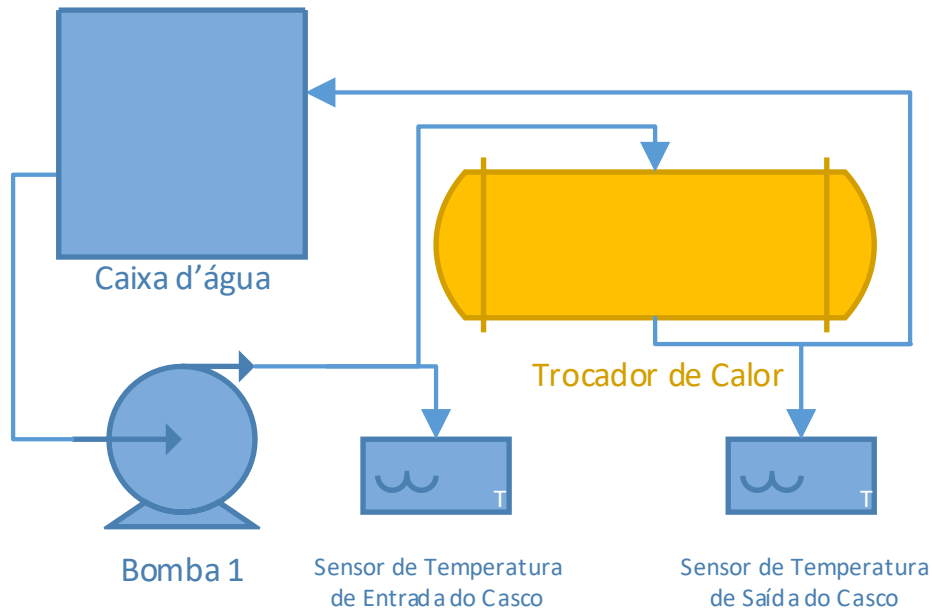 Caixa d'água
Trocador de Calor
T
T
Bomba 1
Sensor de Temperatura
de Entrada do Casco
Sensor de Temperatura
de Saída do Casco